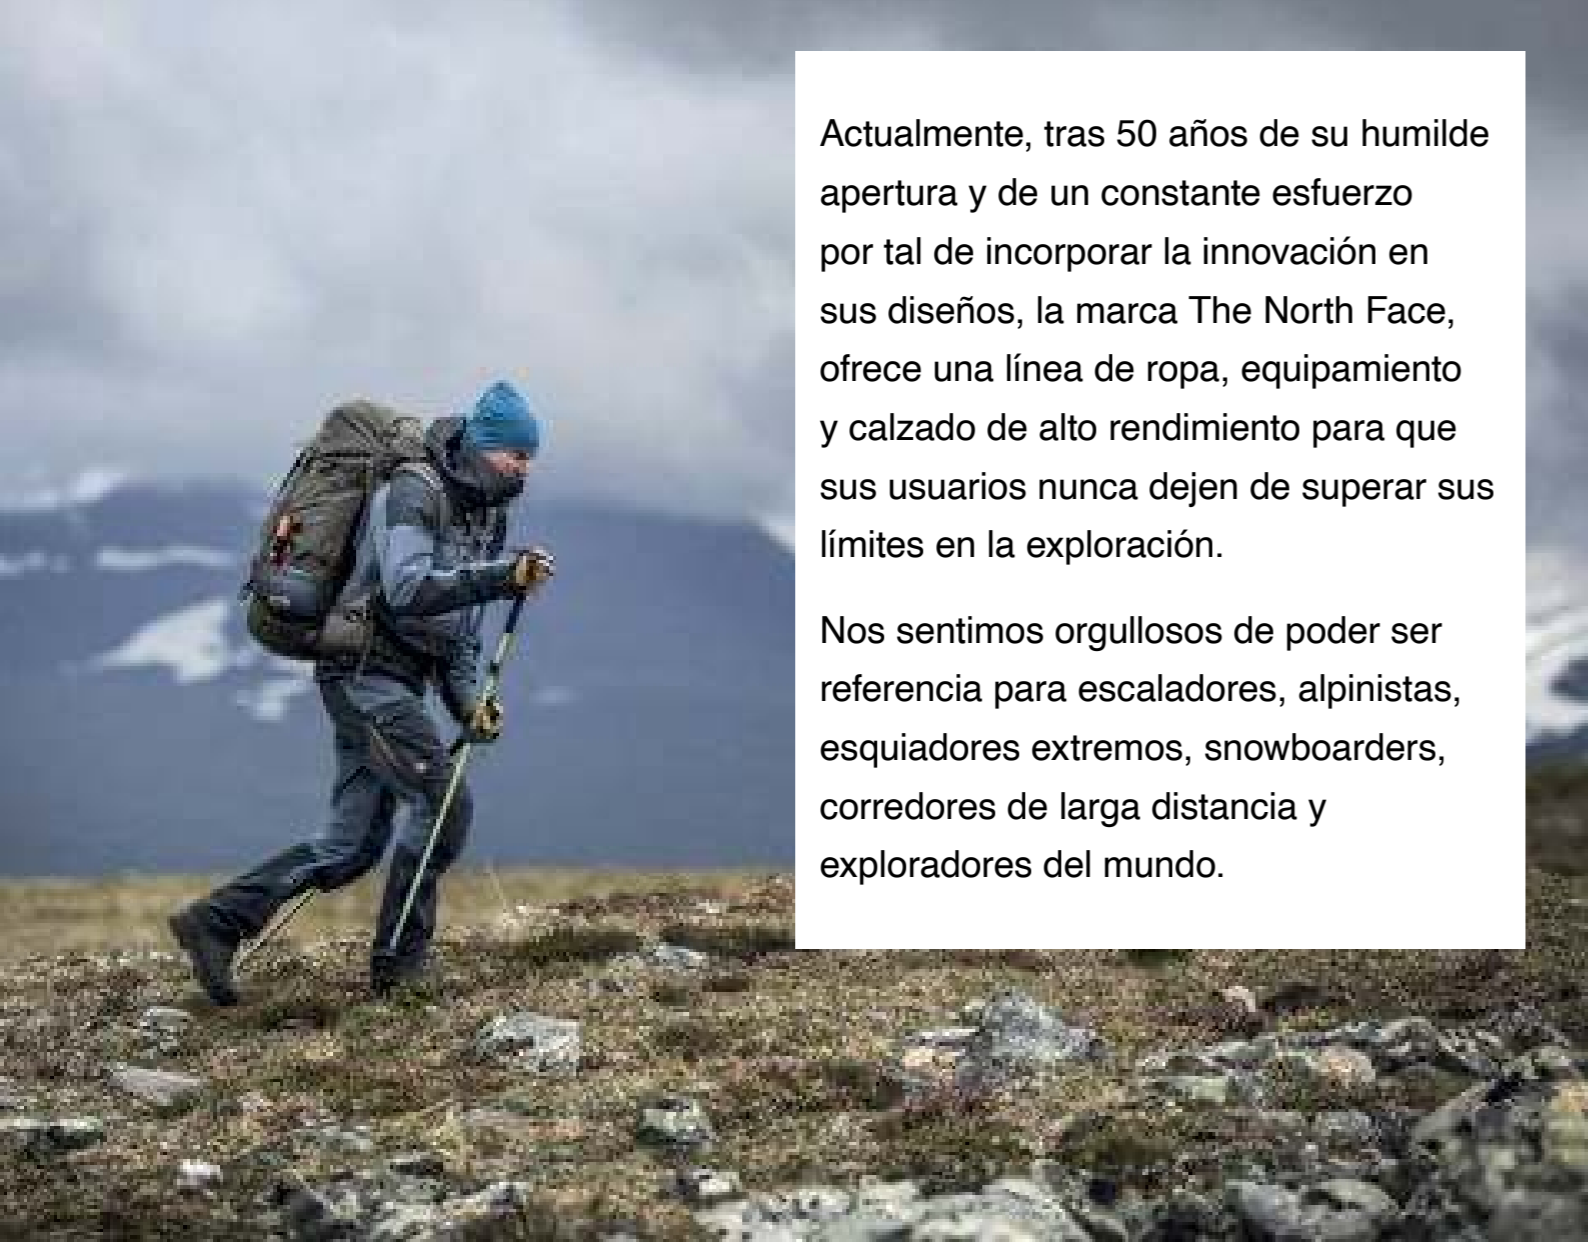 Actualmente, tras 50 años de su humilde
apertura y de un constante esfuerzo
por tal de incorporar la innovación en
sus diseños, la marca The North Face,
ofrece una línea de ropa, equipamiento
y calzado de alto rendimiento para que
sus usuarios nunca dejen de superar sus
límites en la exploración.
Nos sentimos orgullosos de poder ser
referencia para escaladores, alpinistas,
esquiadores extremos, snowboarders,
corredores de larga distancia y
exploradores del mundo.